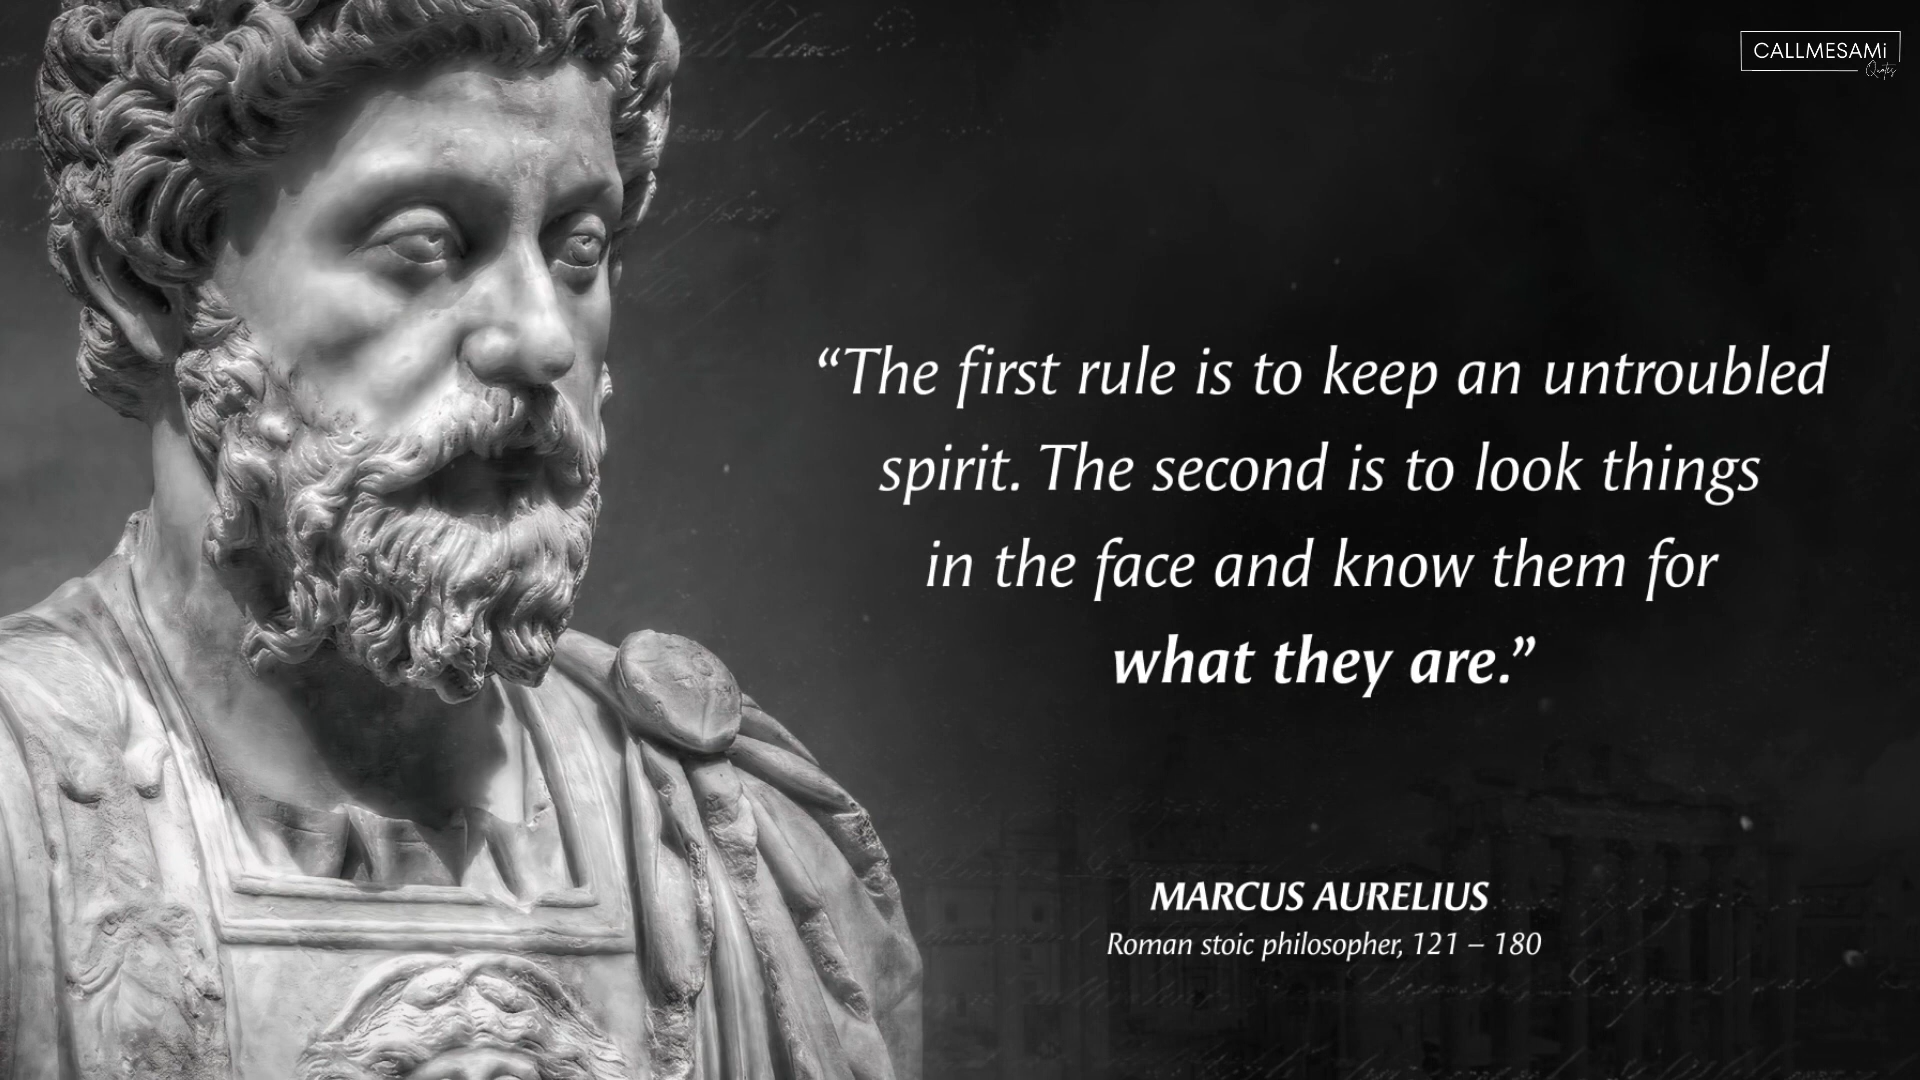 CALLMESAMi
Quotes
“The first rule is to keep an untroubled
spirit. The second is to look things
in the face and know them for
what they are.”
MARCUS AURELIUS
Roman stoic philosopher, 121 – 180